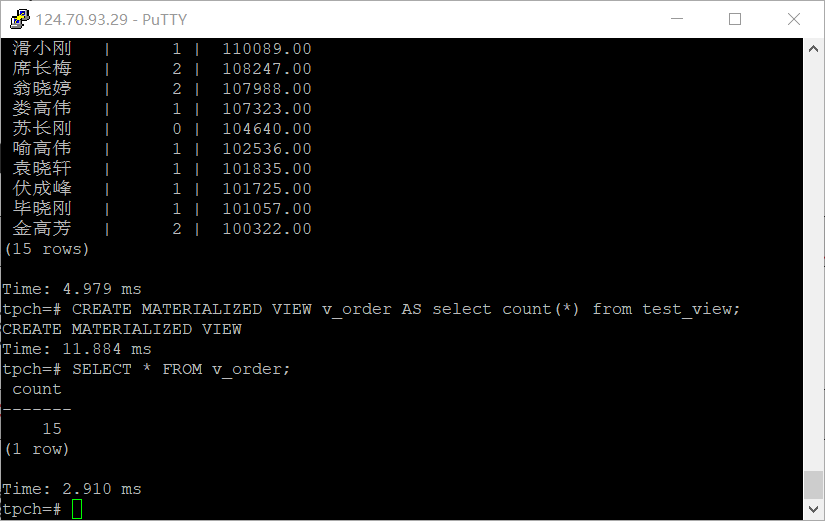 124.70.93.29 - PuTTY
滑小刚 | 1 | 110089.00
席长梅 | 2 | 108247.00
翁晓婷 | 2 | 107988.00
娄高伟 | 1 | 107323.00
苏长刚 | 0 | 104640.00
喻高伟 | 1 | 102536.00
袁晓轩 | 1 | 101835.00
伏成峰 | 1 | 101725.00
毕晓刚 | 1 | 101057.00
金高芳 | 2 | 100322.00
(15 rows)
Time: 4.979 ms
tpch=# CREATE MATERIALIZED VIEW v_order AS select count(*) from test_view;
CREATE MATERIALIZED VIEW
Time: 11.884 ms
tpch=# SELECT * FROM v_order;
count
-------
15
(1 row)
Time: 2.910 ms
tpch=#